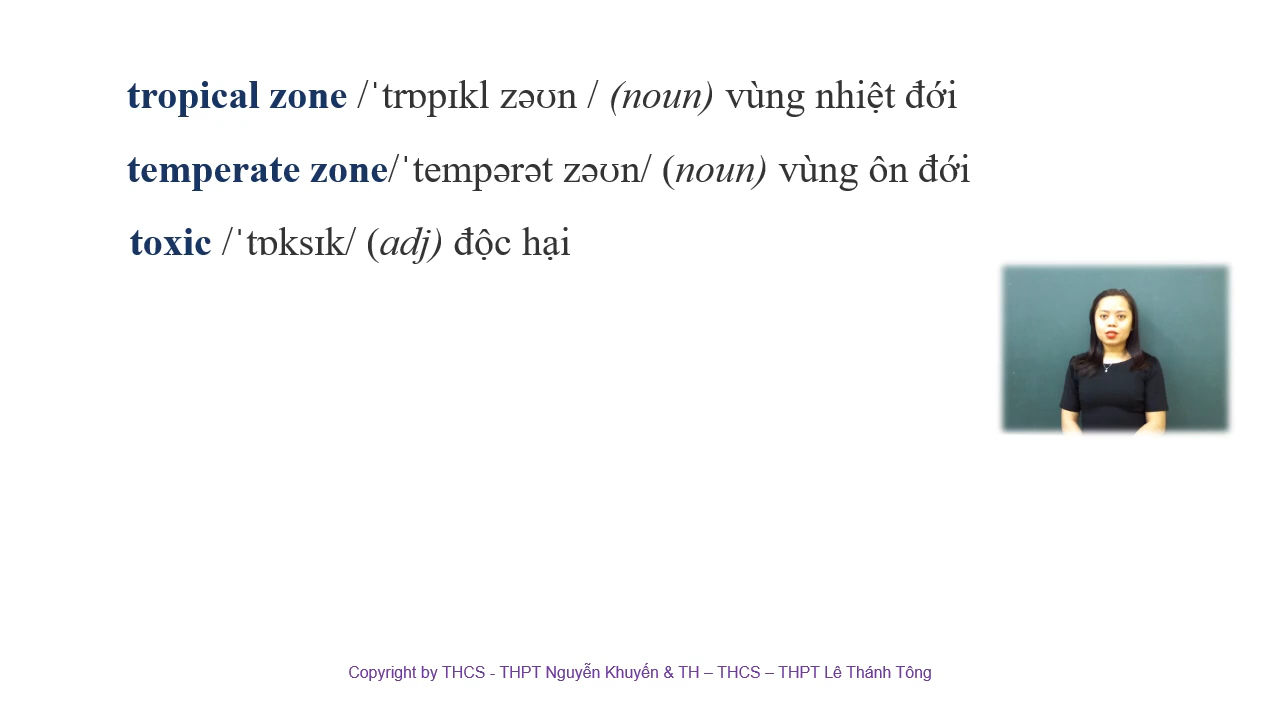 tropical zone /ˈtrɒpɪkl zəʊn / (noun) vùng nhiệt đới
temperate zone/ˈtempərət zəʊn/ (noun) vùng ôn đới
toxic /ˈtɒksɪk/ (adj) độc hại
Copyright by THCS - THPT Nguyễn Khuyến & TH – THCS – THPT Lê Thánh Tông